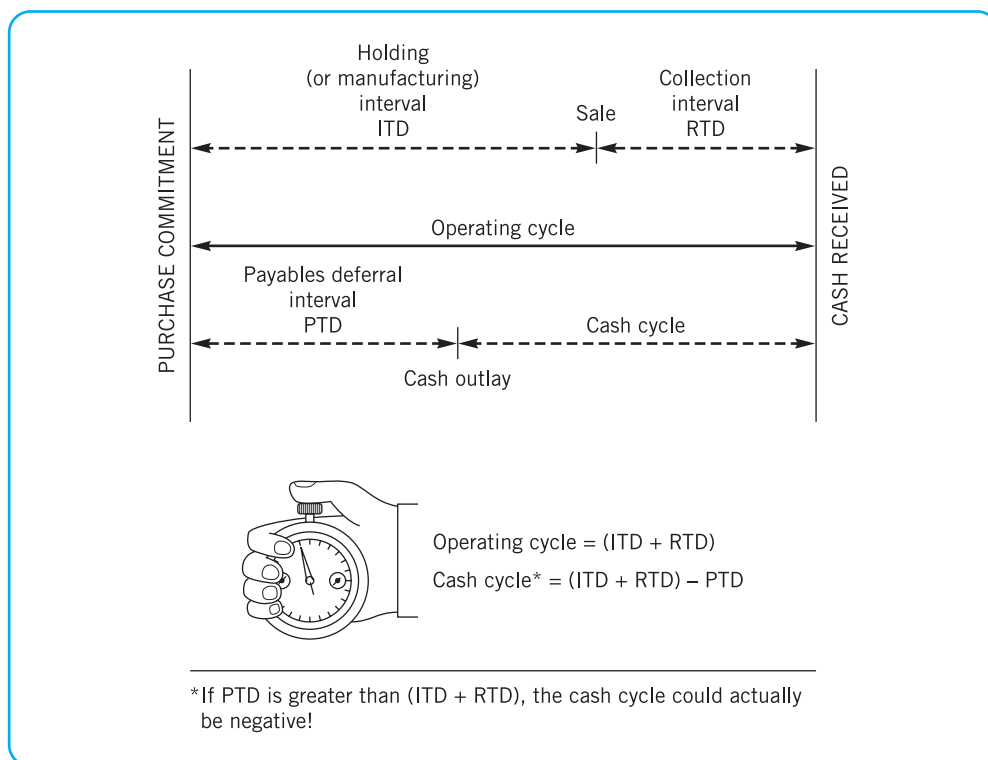 Holding
(or manufacturing)
interval
ITD
Sale
Collection
interval
RTD
PURCHASE COMMITMENT
Operating cycle
CASH RECEIVED
Payables deferral
interval
PTD
Cash cycle
Cash outlay
Operating cycle = (ITD + RTD)
Cash cycle* = (ITD + RTD) – PTD
*If PTD is greater than (ITD + RTD), the cash cycle could actually
be negative!